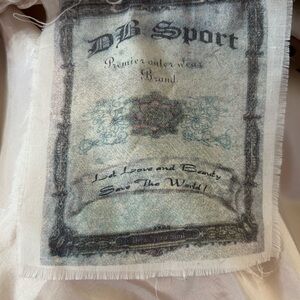 DB Sport
Premier outer wear
Brand
Let Love and Beauty
Save The World!